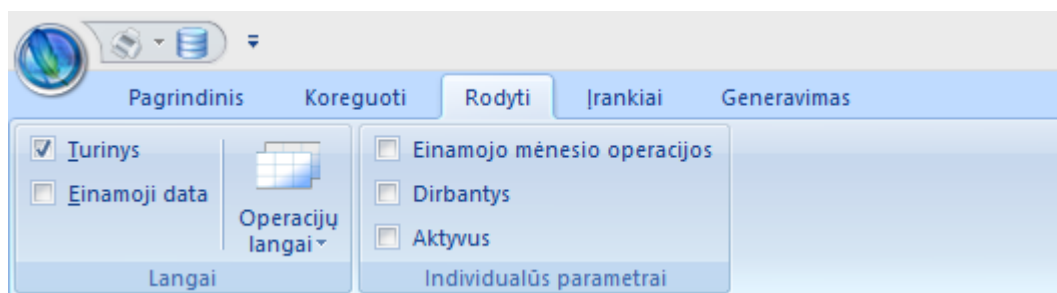 Pagrindinis Koreguoti Rodyti Įrankiai Generavimas
Turinys
Einamoji data
Operacijų
langai
Langai
Einamojo mėnesio operacijos
Dirbantys
Aktyvus
Individualūs parametrai